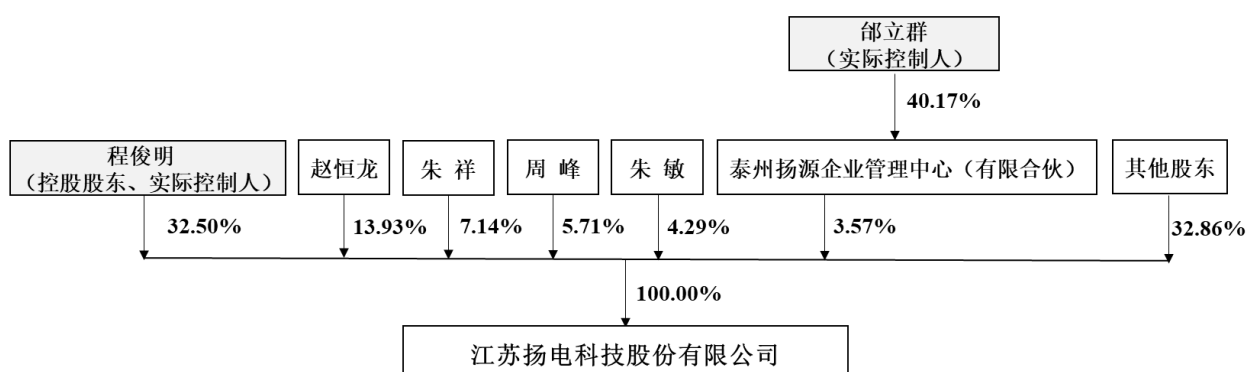 邰立群
（实际控制人）
40.17%
程俊明
（控股股东、实际控制人）
赵恒龙
朱 祥
周 峰
朱 敏
泰州扬源企业管理中心（有限合伙）
其他股东
32.50%
13.93%
7.14%
5.71%
4.29%
3.57%
32.86%
100.00%
江苏扬电科技股份有限公司